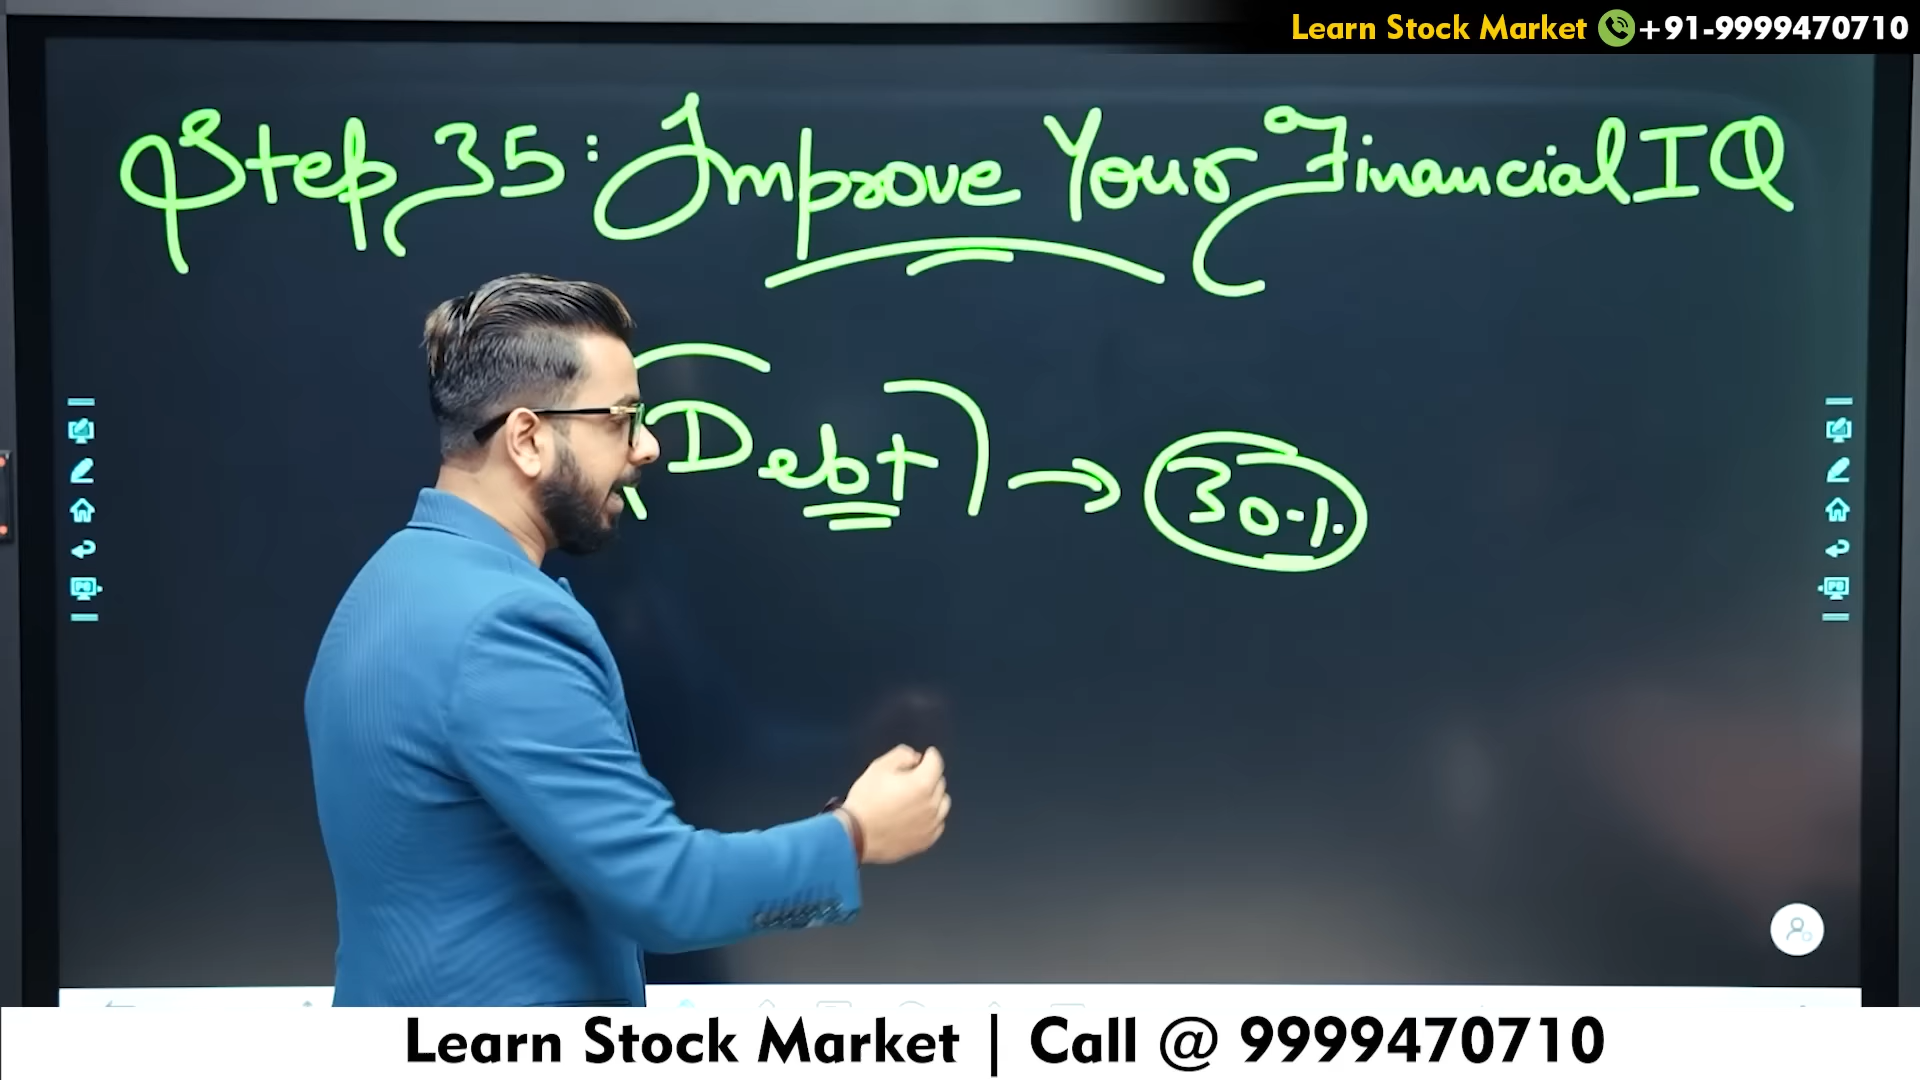 Learn Stock Market +91-9999470710
Step 35: Improve Your Financial IQ
(Debt) → 30%
Learn Stock Market | Call @ 9999470710